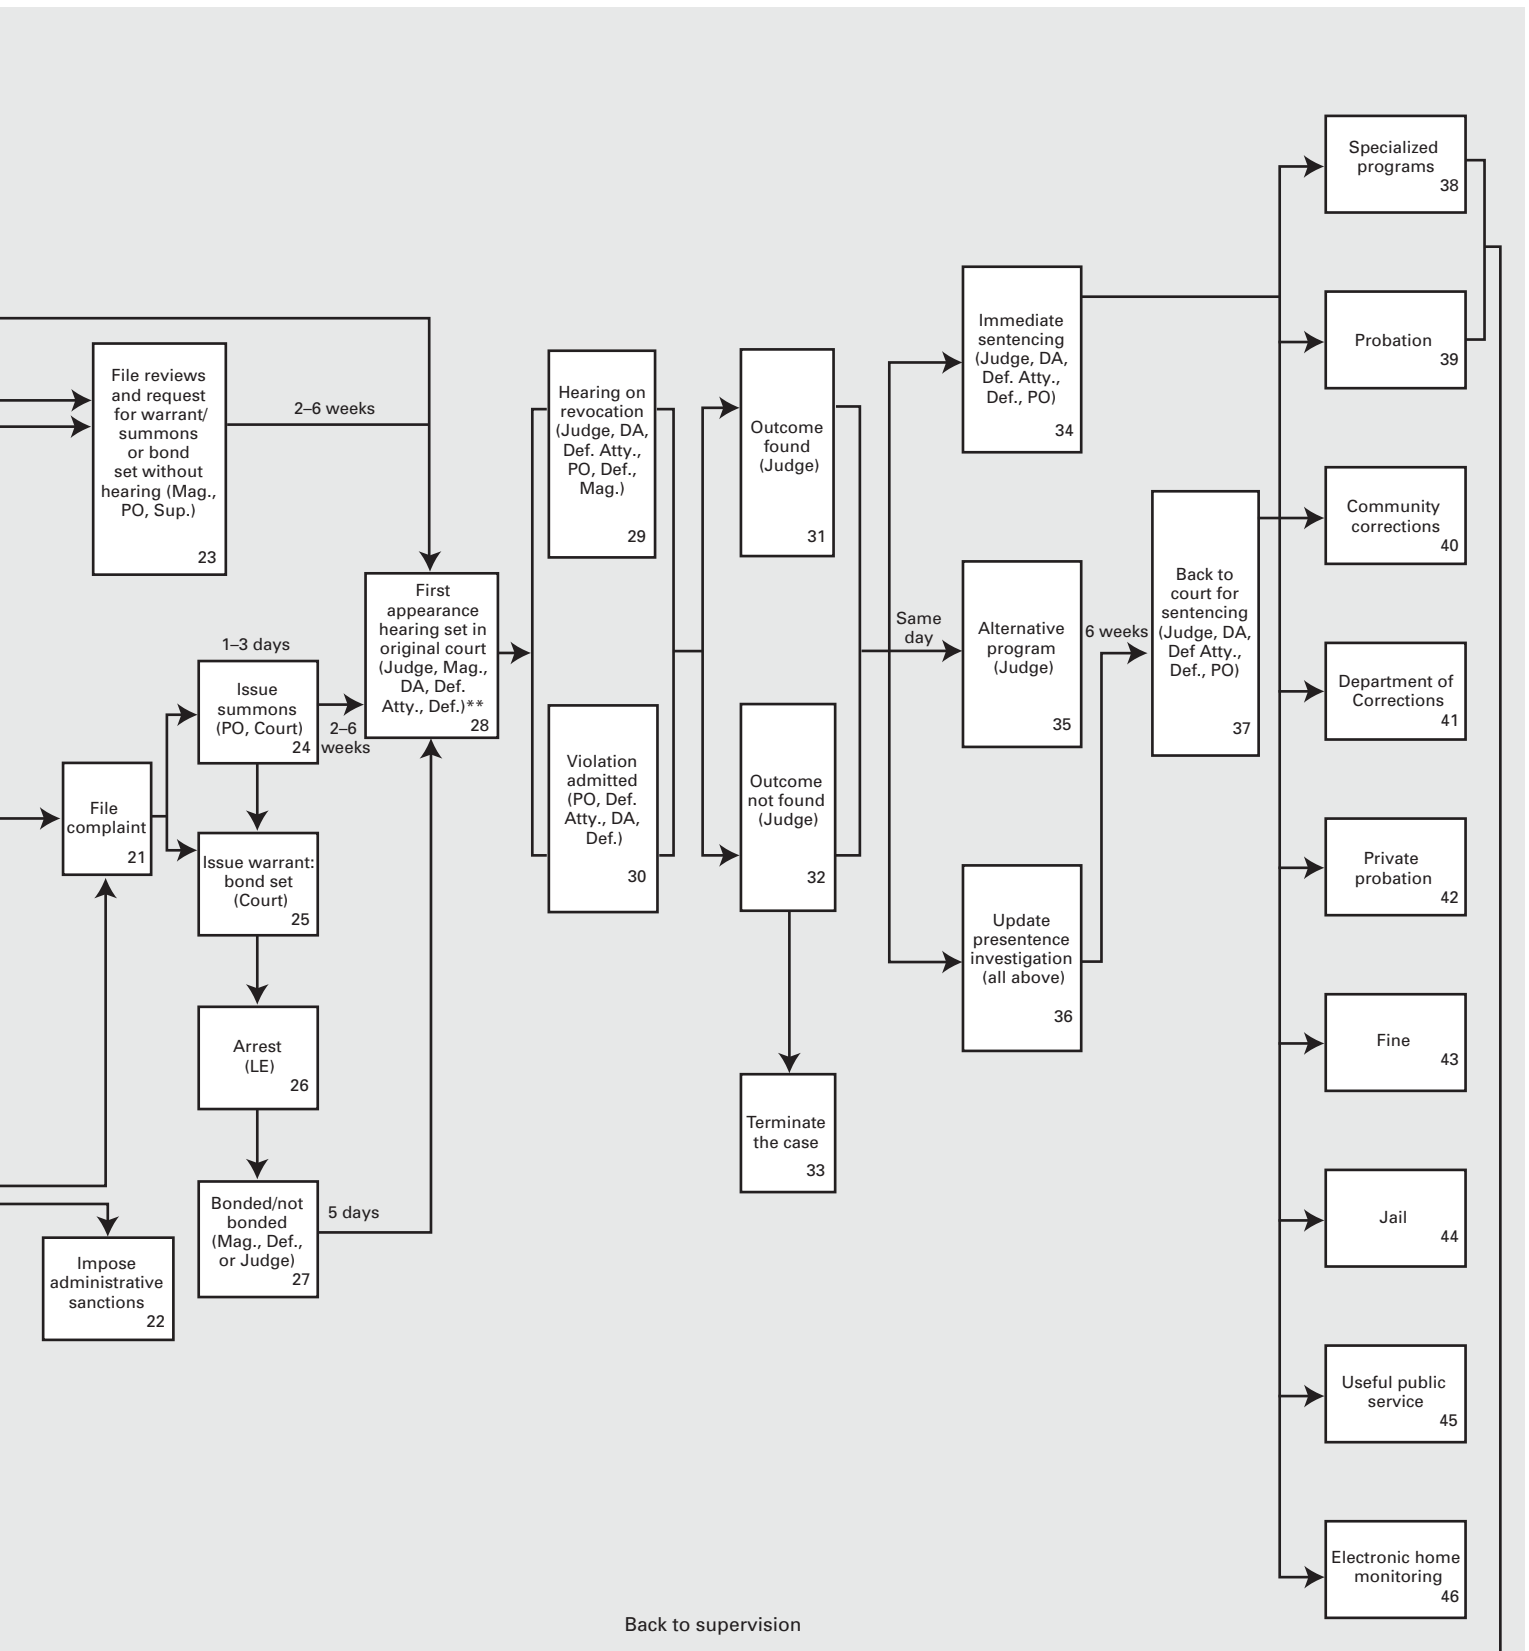 File reviews
and request
for warrant/
summons
or bond
set without
hearing (Mag.,
PO, Sup.)
23
2–6 weeks
File
complaint
21
Impose
administrative
sanctions
22
1–3 days
Issue
summons
(PO, Court)
24
2–6
weeks
Issue warrant:
bond set
(Court)
25
Arrest
(LE)
26
Bonded/not
bonded
(Mag., Def.,
or Judge)
27
5 days
First
appearance
hearing set in
original court
(Judge, Mag.,
DA, Def.
Atty., Def.)**
28
Hearing on
revocation
(Judge, DA,
Def. Atty.,
PO, Def.,
Mag.)
29
Violation
admitted
(PO, Def.
Atty., DA,
Def.)
30
Outcome
found
(Judge)
31
Outcome
not found
(Judge)
32
Terminate
the case
33
Same
day
Immediate
sentencing
(Judge, DA,
Def. Atty.,
Def., PO)
34
Alternative
program
(Judge)
35
Update
presentence
investigation
(all above)
36
6 weeks
Back to
court for
sentencing
(Judge, DA,
Def Atty.,
Def., PO)
37
Specialized
programs
38
Probation
39
Community
corrections
40
Department of
Corrections
41
Private
probation
42
Fine
43
Jail
44
Useful public
service
45
Electronic home
monitoring
46
Back to supervision